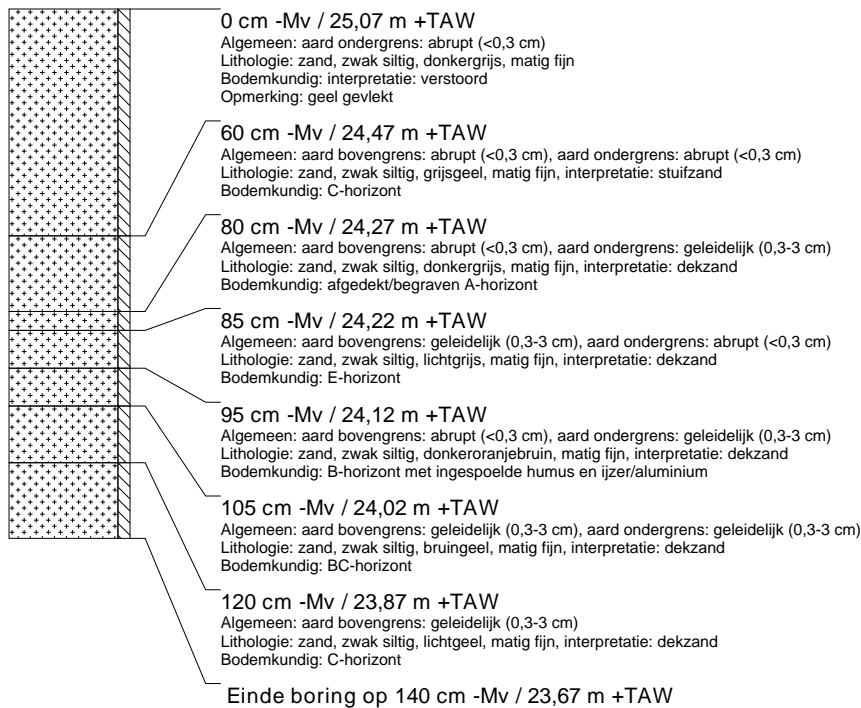 0 cm -Mv / 25,07 m +TAW
Algemeen: aard ondergrens: abrupt (<0,3 cm)
Lithologie: zand, zwak siltig, donkergrijs, matig fijn
Bodemkundig: interpretatie: verstoord
Opmerking: geel gevlekt
60 cm -Mv / 24,47 m +TAW
Algemeen: aard bovengrens: abrupt (<0,3 cm), aard ondergrens: abrupt (<0,3 cm)
Lithologie: zand, zwak siltig, grijsgeel, matig fijn, interpretatie: stuifzand
Bodemkundig: C-horizont
80 cm -Mv / 24,27 m +TAW
Algemeen: aard bovengrens: abrupt (<0,3 cm), aard ondergrens: geleidelijk (0,3-3 cm)
Lithologie: zand, zwak siltig, donkergrijs, matig fijn, interpretatie: dekzand
Bodemkundig: afgedekt/begraven A-horizont
85 cm -Mv / 24,22 m +TAW
Algemeen: aard bovengrens: geleidelijk (0,3-3 cm), aard ondergrens: abrupt (<0,3 cm)
Lithologie: zand, zwak siltig, lichtgrijs, matig fijn, interpretatie: dekzand
Bodemkundig: E-horizont
95 cm -Mv / 24,12 m +TAW
Algemeen: aard bovengrens: abrupt (<0,3 cm), aard ondergrens: geleidelijk (0,3-3 cm)
Lithologie: zand, zwak siltig, donkeroranjebruin, matig fijn, interpretatie: dekzand
Bodemkundig: B-horizont met ingespoelde humus en ijzer/aluminium
105 cm -Mv / 24,02 m +TAW
Algemeen: aard bovengrens: geleidelijk (0,3-3 cm), aard ondergrens: geleidelijk (0,3-3 cm)
Lithologie: zand, zwak siltig, bruingeel, matig fijn, interpretatie: dekzand
Bodemkundig: BC-horizont
120 cm -Mv / 23,87 m +TAW
Algemeen: aard bovengrens: geleidelijk (0,3-3 cm)
Lithologie: zand, zwak siltig, lichtgeel, matig fijn, interpretatie: dekzand
Bodemkundig: C-horizont
Einde boring op 140 cm -Mv / 23,67 m +TAW